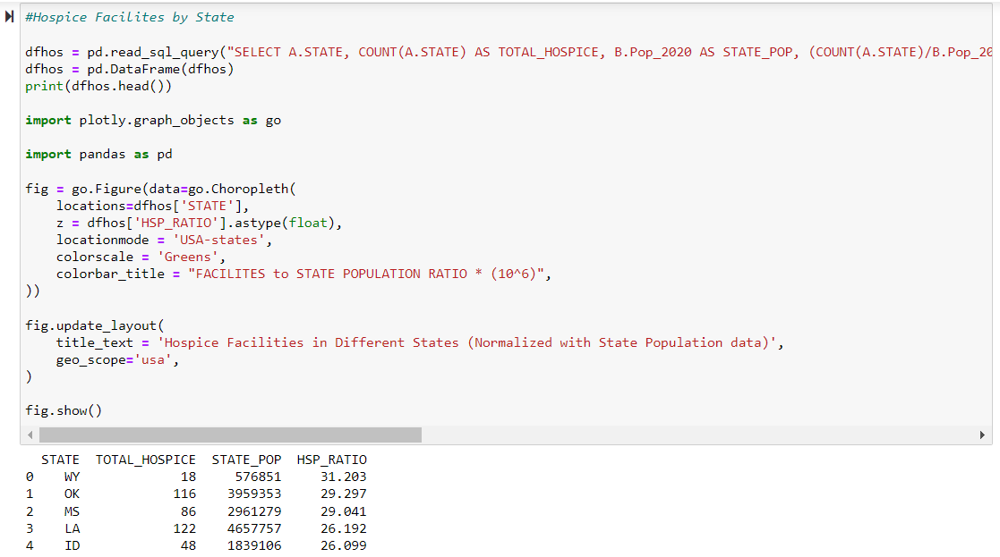 #Hospice Facilites by State
dfhos = pd.read_sql_query("SELECT A.STATE, COUNT(A.STATE) AS TOTAL_HOSPICE, B.Pop_2020 AS STATE_POP, (COUNT(A.STATE)/B.Pop_20
dfhos = pd.DataFrame(dfhos)
print(dfhos.head())
import plotly.graph_objects as go
import pandas as pd
fig = go.Figure(data=go.Choropleth(
locations=dfhos['STATE'],
z = dfhos['HSP_RATIO'].astype(float),
locationmode = 'USA-states',
colorscale = 'Greens',
colorbar_title = "FACILITES to STATE POPULATION RATIO * (10^6)",
))
fig.update_layout(
title_text = 'Hospice Facilities in Different States (Normalized with State Population data)',
geo_scope='usa',
)
fig.show()
STATE TOTAL_HOSPICE STATE_POP HSP_RATIO
0 WY 18 576851 31.203
1 OK 116 3959353 29.297
2 MS 86 2961279 29.041
3 LA 122 4657757 26.192
4 ID 48 1839106 26.099